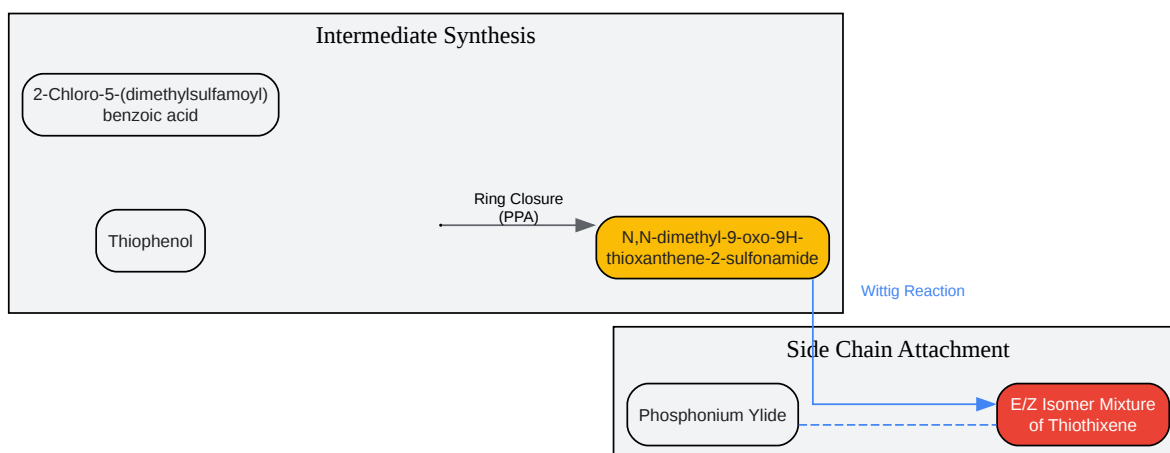 Intermediate Synthesis
2-Chloro-5-(dimethylsulfamoyl)
benzoic acid
Ring Closure
(PPA)
Thiophenol
N,N-dimethyl-9-oxo-9H-
thioxanthene-2-sulfonamide
Wittig Reaction
Side Chain Attachment
Phosphonium Ylide
E/Z Isomer Mixture
of Thiothixene